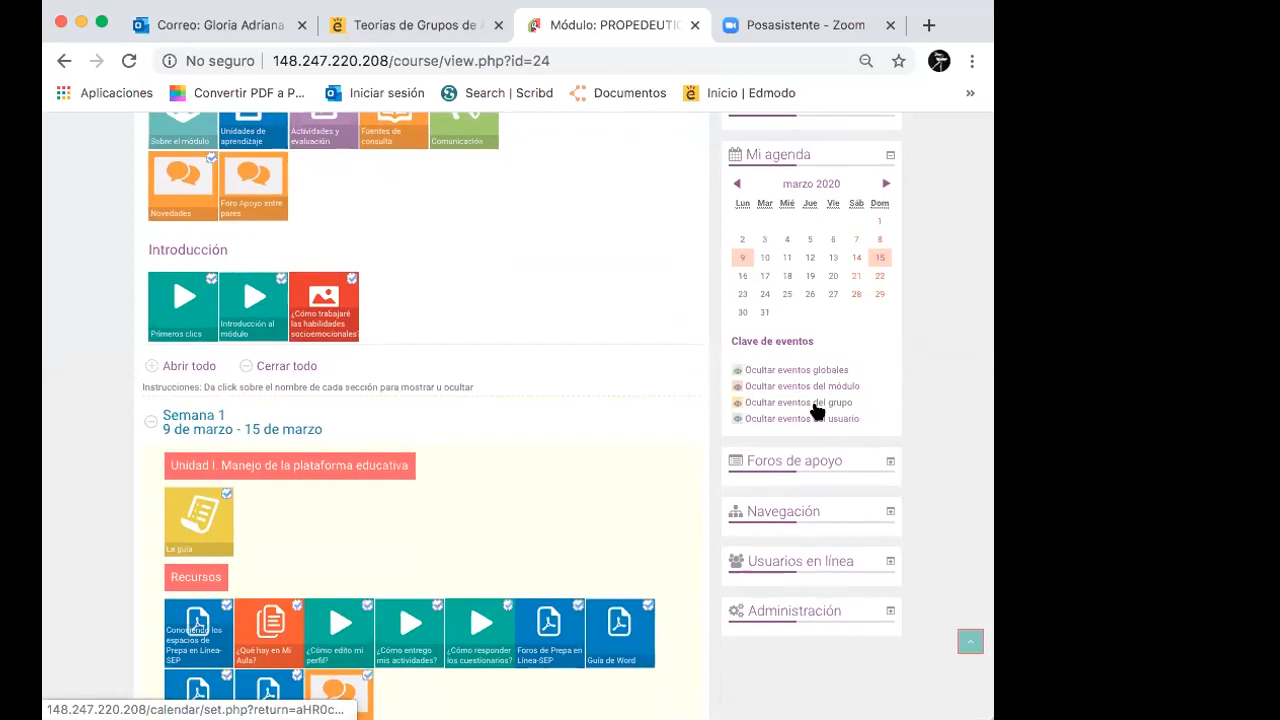 Correo: Gloria Adriana
Teorias de Grupos de A
Módulo: PROPEDEUTIC
Posasistente - Zoom
No seguro
148.247.220.208/course/view.php?id=24
Aplicaciones
Convertir PDF a P...
Iniciar sesión
Search | Scribd
Documentos
Inicio | Edmodo
»
Sobre el módulo
Unidades de
aprendizaje
Actividades y
evaluación
Fuentes de
consulta
Comunicación
Novedades
Foro Apoyo entre
pares
Introducción
Primeros clics
Introducción al
módulo
¿Cómo trabajaré
las habilidades
socioemocionales?
Abrir todo
Cerrar todo
Instrucciones: Da click sobre el nombre de cada sección para mostrar u ocultar
Semana 1
9 de marzo - 15 de marzo
Unidad I. Manejo de la plataforma educativa
La guía
Recursos
Conociendo los
espacios de
Prepa en Línea-
SEP
¿Qué hay en Mi
Aula?
¿Cómo edito mi
perfil?
¿Cómo entrego
mis actividades?
¿Cómo responder
los cuestionarios?
Foros de Prepa en
Línea-SEP
Guía de Word
Mi agenda
marzo 2020
Lun Mar Mié Jue Vie Sáb Dom
1
2 3 4 5 6 7 8
9 10 11 12 13 14 15
16 17 18 19 20 21 22
23 24 25 26 27 28 29
30 31
Clave de eventos
Ocultar eventos globales
Ocultar eventos del módulo
Ocultar eventos del grupo
Ocultar eventos del usuario
Foros de apoyo
Navegación
Usuarios en línea
Administración
148.247.220.208/calendar/set.php?return=aHR0c...